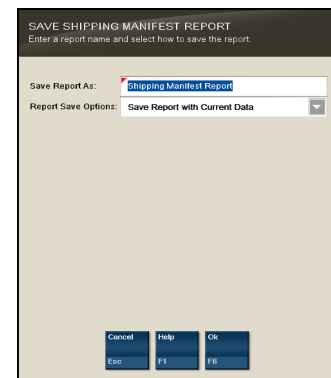 SAVE SHIPPING MANIFEST REPORT
Enter a report name and select how to save the report.
Save Report As: Shipping Manifest Report
Report Save Options: Save Report with Current Data
Cancel Help Ok
Esc F1 F8